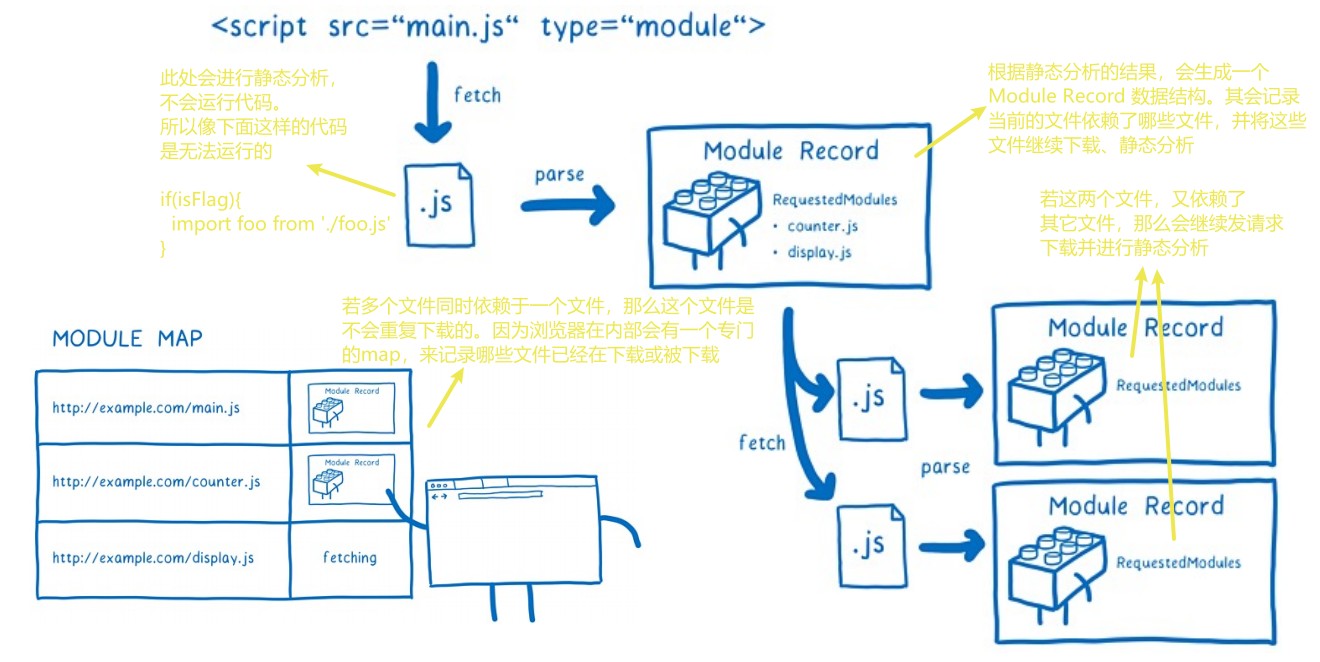 <script src=“main.js“ type=“module“>
此处会进行静态分析，
不会运行代码。
所以像下面这样的代码
是无法运行的
if(isFlag){
import foo from './foo.js'
}
fetch
.js
parse
Module Record
RequestedModules
• counter.js
• display.js
根据静态分析的结果，会生成一个
Module Record 数据结构。其会记录
当前的文件依赖了哪些文件，并将这些
文件继续下载、静态分析
若这两个文件，又依赖了
其它文件，那么会继续发请求
下载并进行静态分析
若多个文件同时依赖于一个文件，那么这个文件是
不会重复下载的。因为浏览器在内部会有一个专门
的map，来记录哪些文件已经在下载或被下载
MODULE MAP
http://example.com/main.js
Module Record
http://example.com/counter.js
Module Record
http://example.com/display.js
fetching
fetch
.js
Module Record
RequestedModules
parse
.js
Module Record
RequestedModules